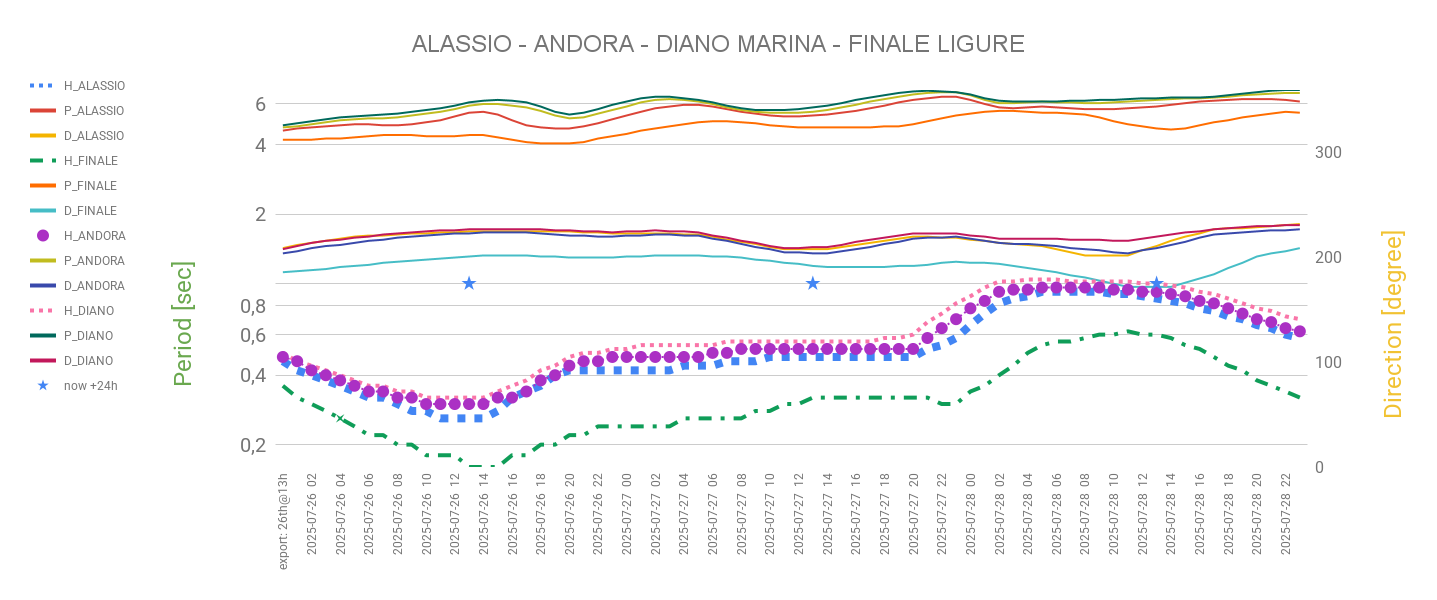 ALASSIO - ANDORA - DIANO MARINA - FINALE LIGURE
H_ALASSIO
P_ALASSIO
D_ALASSIO
H_FINALE
P_FINALE
D_FINALE
H_ANDORA
P_ANDORA
D_ANDORA
H_DIANO
P_DIANO
D_DIANO
now +24h
Period [sec]
6
4
2
0,8
0,6
0,4
0,2
300
200
100
0
Direction [degree]
export: 26th@13h
2025-07-26 02
2025-07-26 04
2025-07-26 06
2025-07-26 08
2025-07-26 10
2025-07-26 12
2025-07-26 14
2025-07-26 16
2025-07-26 18
2025-07-26 20
2025-07-26 22
2025-07-27 00
2025-07-27 02
2025-07-27 04
2025-07-27 06
2025-07-27 08
2025-07-27 10
2025-07-27 12
2025-07-27 14
2025-07-27 16
2025-07-27 18
2025-07-27 20
2025-07-27 22
2025-07-28 00
2025-07-28 02
2025-07-28 04
2025-07-28 06
2025-07-28 08
2025-07-28 10
2025-07-28 12
2025-07-28 14
2025-07-28 16
2025-07-28 18
2025-07-28 20
2025-07-28 22